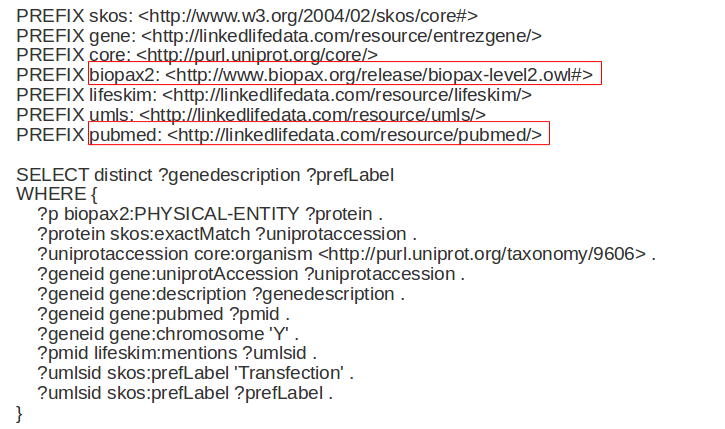 PREFIX skos: <http://www.w3.org/2004/02/skos/core#>
PREFIX gene: <http://linkedlifedata.com/resource/entrezgene/>
PREFIX core: <http://purl.uniprot.org/core/>
PREFIX biopax2: <http://www.biopax.org/release/biopax-level2.owl#>
PREFIX lifeskim: <http://linkedlifedata.com/resource/lifeskim/>
PREFIX umls: <http://linkedlifedata.com/resource/umls/>
PREFIX pubmed: <http://linkedlifedata.com/resource/pubmed/>
SELECT distinct ?genedescription ?prefLabel
WHERE {
?p biopax2:PHYSICAL-ENTITY ?protein .
?protein skos:exactMatch ?uniprotaccession .
?uniprotaccession core:organism <http://purl.uniprot.org/taxonomy/9606> .
?geneid gene:uniprotAccession ?uniprotaccession .
?geneid gene:description ?genedescription .
?geneid gene:pubmed ?pmid .
?geneid gene:chromosome 'Y' .
?pmid lifeskim:mentions ?umlsid .
?umlsid skos:prefLabel 'Transfection' .
?umlsid skos:prefLabel ?prefLabel .
}